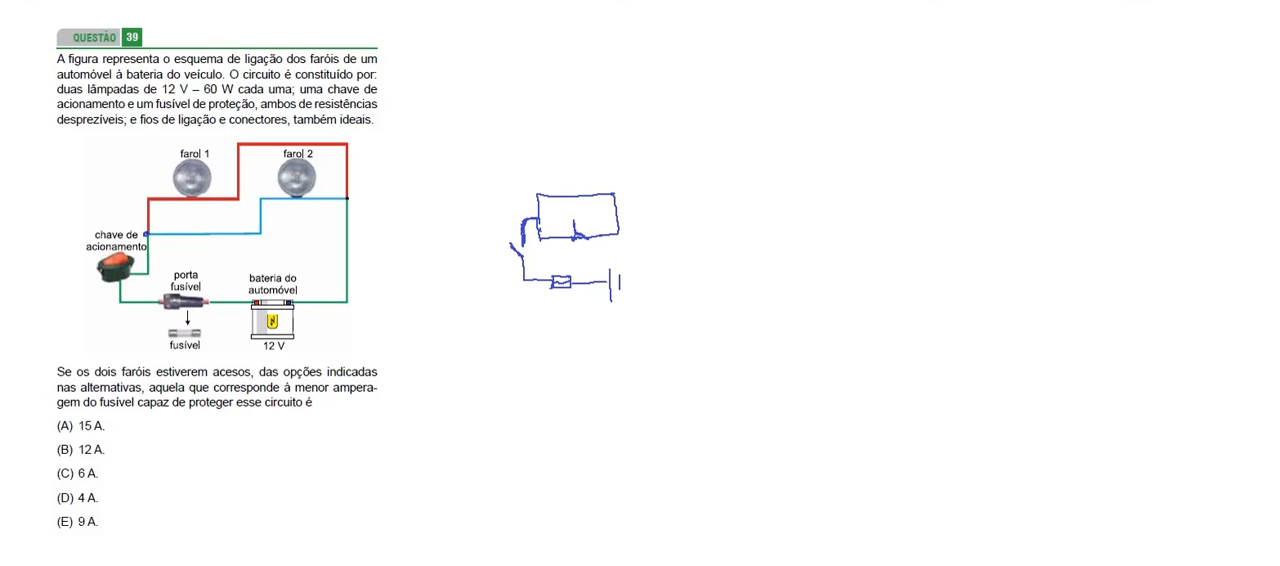 QUESTÃO 39
A figura representa o esquema de ligação dos faróis de um
automóvel à bateria do veículo. O circuito é constituído por:
duas lâmpadas de 12 V – 60 W cada uma; uma chave de
acionamento e um fusível de proteção, ambos de resistências
desprezíveis; e fios de ligação e conectores, também ideais.
farol 1
farol 2
chave de
acionamento
porta
fusível
bateria do
automóvel
fusível
12 V
Se os dois faróis estiverem acesos, das opções indicadas
nas alternativas, aquela que corresponde à menor ampera-
gem do fusível capaz de proteger esse circuito é
(A) 15 A.
(B) 12 A.
(C) 6 A.
(D) 4 A.
(E) 9 A.